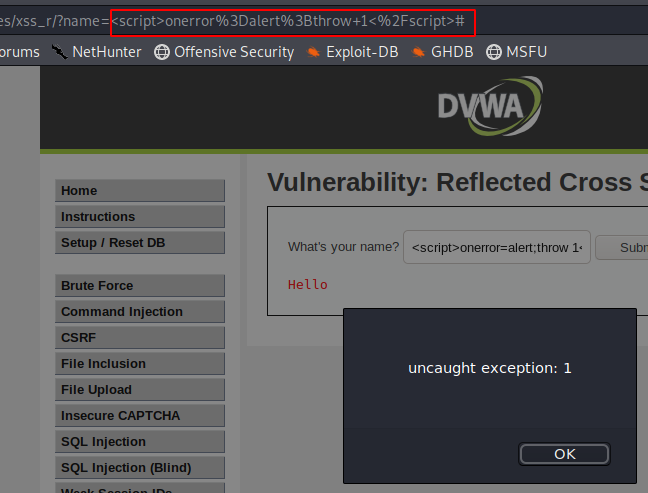 es/xss_r/?name=<script>onerror%3Dalert%3Bthrow+1<%2Fscript>#
orums NetHunter Offensive Security Exploit-DB GHDB MSFU
DVWA
Home
Instructions
Setup / Reset DB
Brute Force
Command Injection
CSRF
File Inclusion
File Upload
Insecure CAPTCHA
SQL Injection
SQL Injection (Blind)
Weak Session IDs
Vulnerability: Reflected Cross S
What's your name? <script>onerror=alert;throw 1< Subm
Hello
uncaught exception: 1
OK